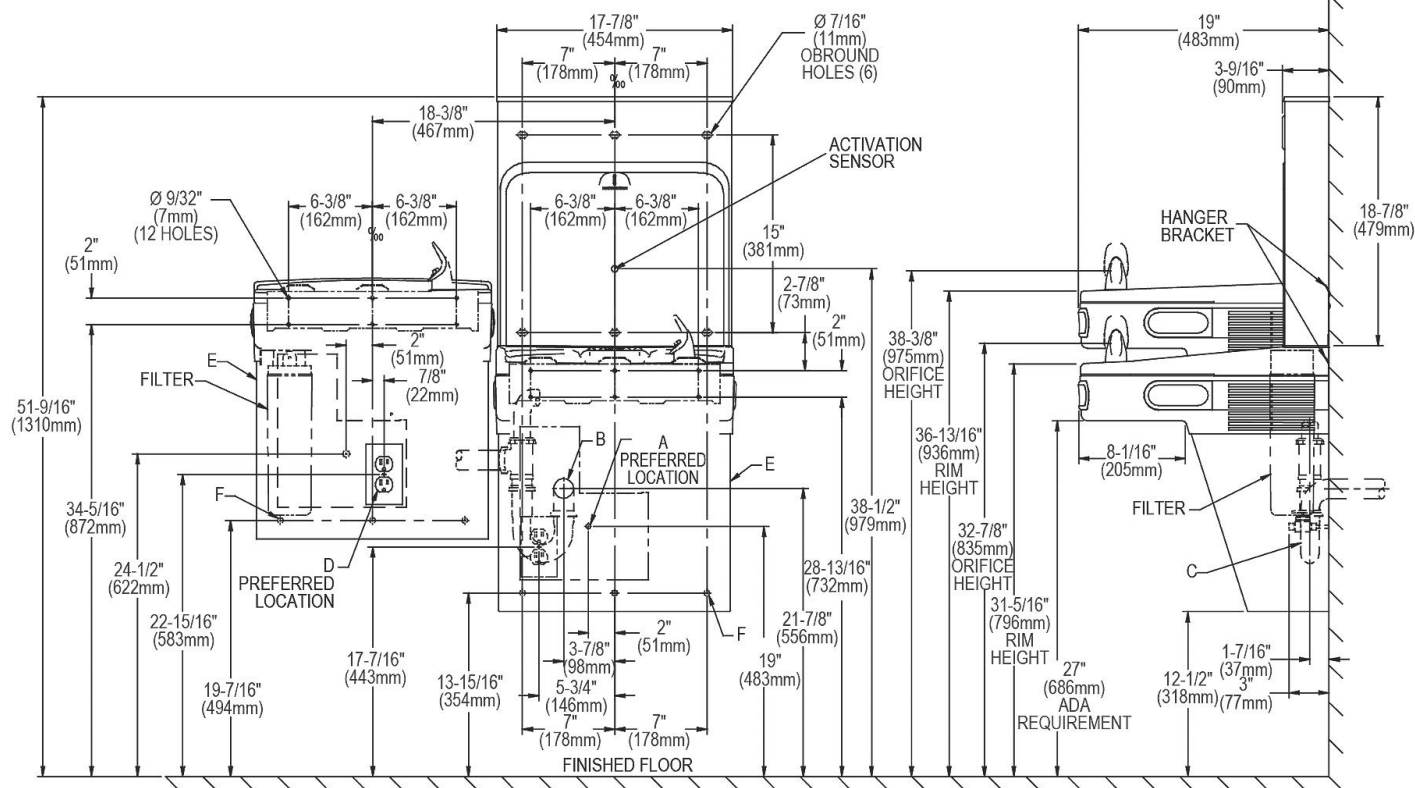 17-7/8"
(454mm)
7"
(178mm)
7"
(178mm)
Ø 7/16"
(11mm)
OBROUND
HOLES (6)
19"
(483mm)
3-9/16"
(90mm)
18-3/8"
(467mm)
ACTIVATION
SENSOR
Ø 9/32"
(7mm)
(12 HOLES)
6-3/8"
(162mm)
6-3/8"
(162mm)
6-3/8"
(162mm)
6-3/8"
(162mm)
15"
(381mm)
HANGER
BRACKET
18-7/8"
(479mm)
2"
(51mm)
2-7/8"
(73mm)
2"
(51mm)
2"
(51mm)
7/8"
(22mm)
E
FILTER
38-3/8"
(975mm)
ORIFICE
HEIGHT
51-9/16"
(1310mm)
B
A
PREFERRED
LOCATION
E
36-13/16"
(936mm)
RIM
HEIGHT
8-1/16"
(205mm)
34-5/16"
(872mm)
F
38-1/2"
(979mm)
FILTER
32-7/8"
(835mm)
ORIFICE
HEIGHT
24-1/2"
(622mm)
D
PREFERRED
LOCATION
28-13/16"
(732mm)
C
22-15/16"
(583mm)
21-7/8"
(556mm)
31-5/16"
(796mm)
RIM
HEIGHT
F
2"
(51mm)
17-7/16"
(443mm)
3-7/8"
(98mm)
19"
(483mm)
1-7/16"
(37mm)
19-7/16"
(494mm)
13-15/16"
(354mm)
5-3/4"
(146mm)
27"
(686mm)
ADA
REQUIREMENT
12-1/2"
(318mm)
3"
(77mm)
7"
(178mm)
7"
(178mm)
FINISHED FLOOR